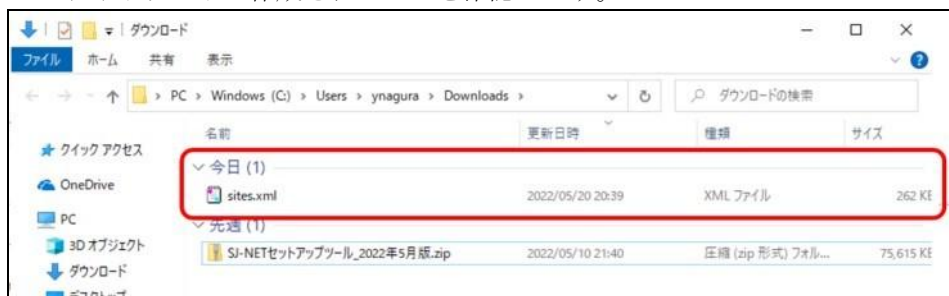 ダウンロード
ファイル ホーム 共有 表示
PC › Windows (C:) › Users › ynagura › Downloads › ダウンロードの検索
名前 更新日時 種類 サイズ
クイック アクセス
今日 (1)
OneDrive
sites.xml 2022/05/20 20:39 XML ファイル 262 KE
PC
先週 (1)
3D オブジェクト
SJ-NETセットアップツール_2022年5月版.zip 2022/05/10 21:40 圧縮 (zip 形式) フォル... 75,615 KE
ダウンロード